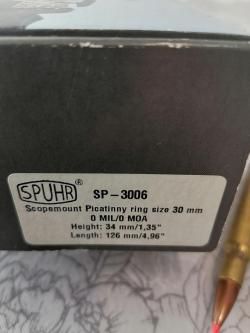 SPUHR SP-3006
Scopemount Picatinny ring size 30 mm
0 MIL/0 MOA
Height: 34 mm/1,35"
Length: 126 mm/4,96"